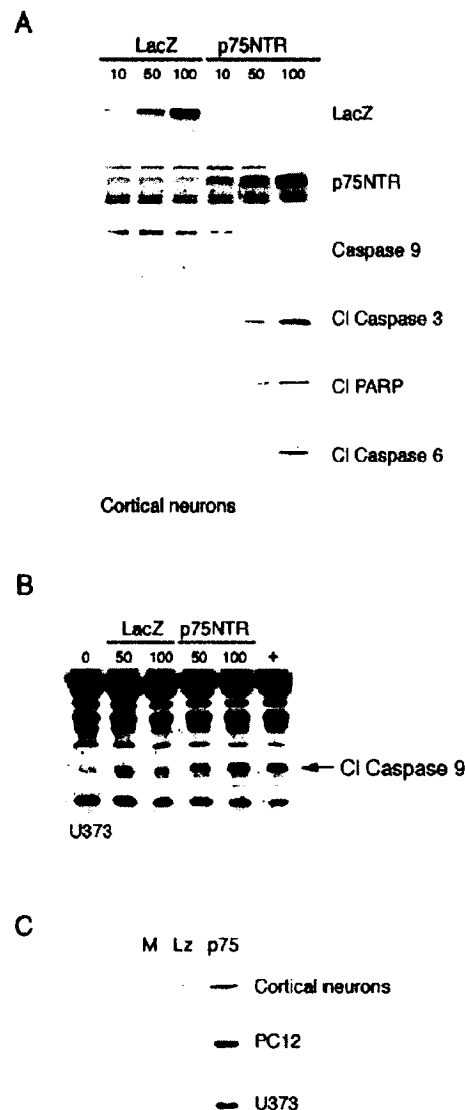 A
LacZ p75NTR
10 50 100 10 50 100
LacZ
p75NTR
Caspase 9
Cl Caspase 3
Cl PARP
Cl Caspase 6
Cortical neurons
B
LacZ p75NTR
0 50 100 50 100 +
Cl Caspase 9
U373
C
M Lz p75
Cortical neurons
PC12
U373